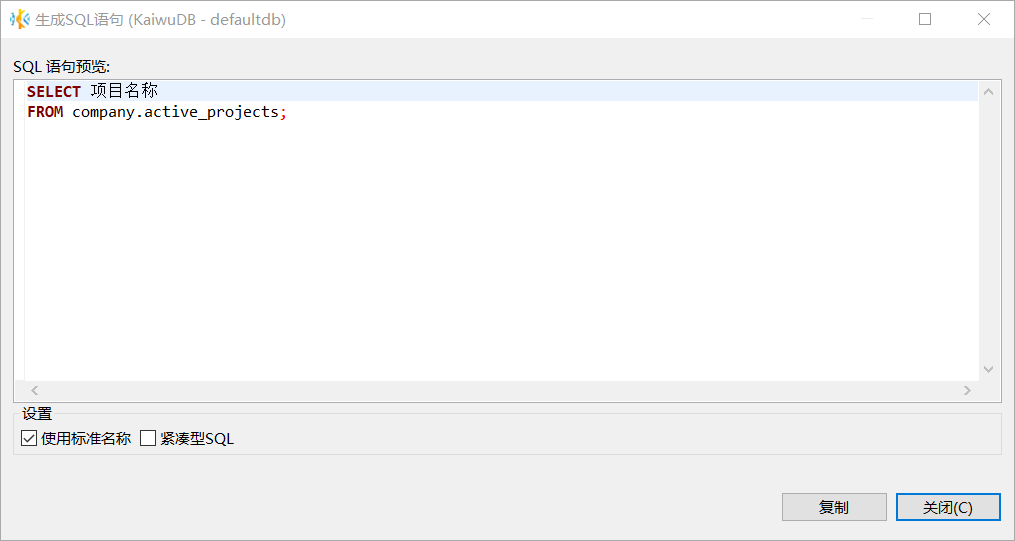 生成SQL语句 (KaiwuDB - defaultdb)
SQL 语句预览:
SELECT 项目名称
FROM company.active_projects;
设置
使用标准名称 紧凑型SQL
复制 关闭(C)